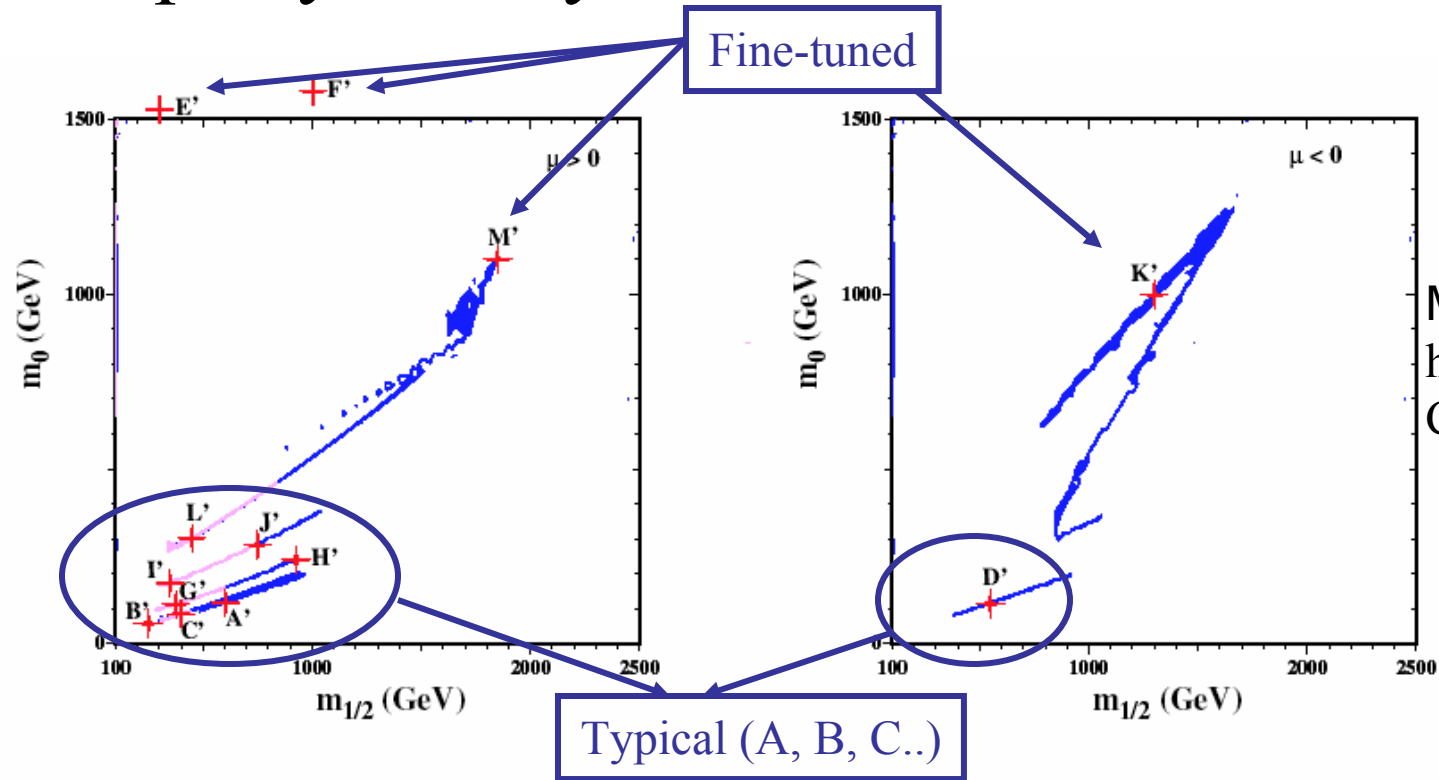 Fine-tuned
E'
F'
1500
1000
0
m0 (GeV)
μ > 0
M'
L'
J'
I'
H'
G'
B'
C'
A'
100
1000
2000
2500
m1/2 (GeV)
1500
1000
0
m0 (GeV)
μ < 0
K'
D'
100
1000
2000
2500
m1/2 (GeV)
Typical (A, B, C..)